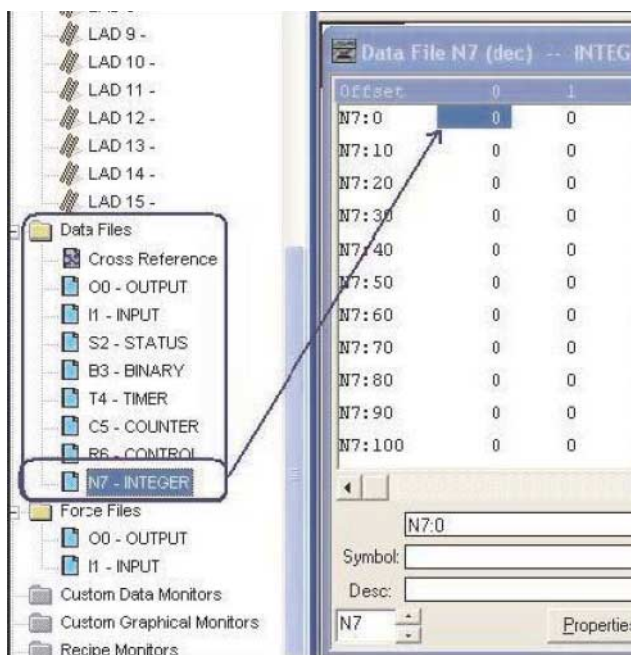 LAD 9 -
LAD 10 -
LAD 11 -
LAD 12 -
LAD 13 -
LAD 14 -
LAD 15 -
Data Files
Cross Reference
O0 - OUTPUT
I1 - INPUT
S2 - STATUS
B3 - BINARY
T4 - TIMER
C5 - COUNTER
R6 - CONTROL
N7 - INTEGER
Force Files
O0 - OUTPUT
I1 - INPUT
Custom Data Monitors
Custom Graphical Monitors
Recipe Monitors
Data File N7 (dec) -- INTEG
Offset 0 1
N7:0 0 0
N7:10 0 0
N7:20 0 0
N7:30 0 0
N7:40 0 0
N7:50 0 0
N7:60 0 0
N7:70 0 0
N7:80 0 0
N7:90 0 0
N7:100 0 0
N7:0
Symbol:
Desc:
N7
Properties